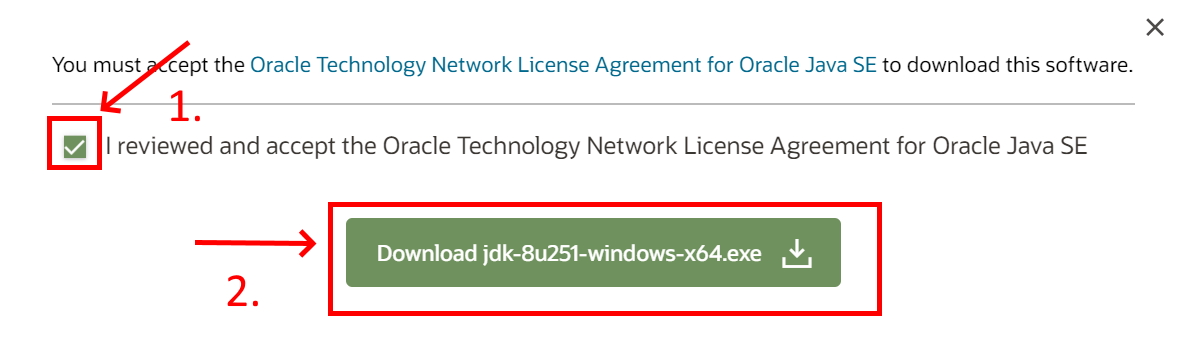 You must accept the Oracle Technology Network License Agreement for Oracle Java SE to download this software.
1.
I reviewed and accept the Oracle Technology Network License Agreement for Oracle Java SE
Download jdk-8u251-windows-x64.exe
2.